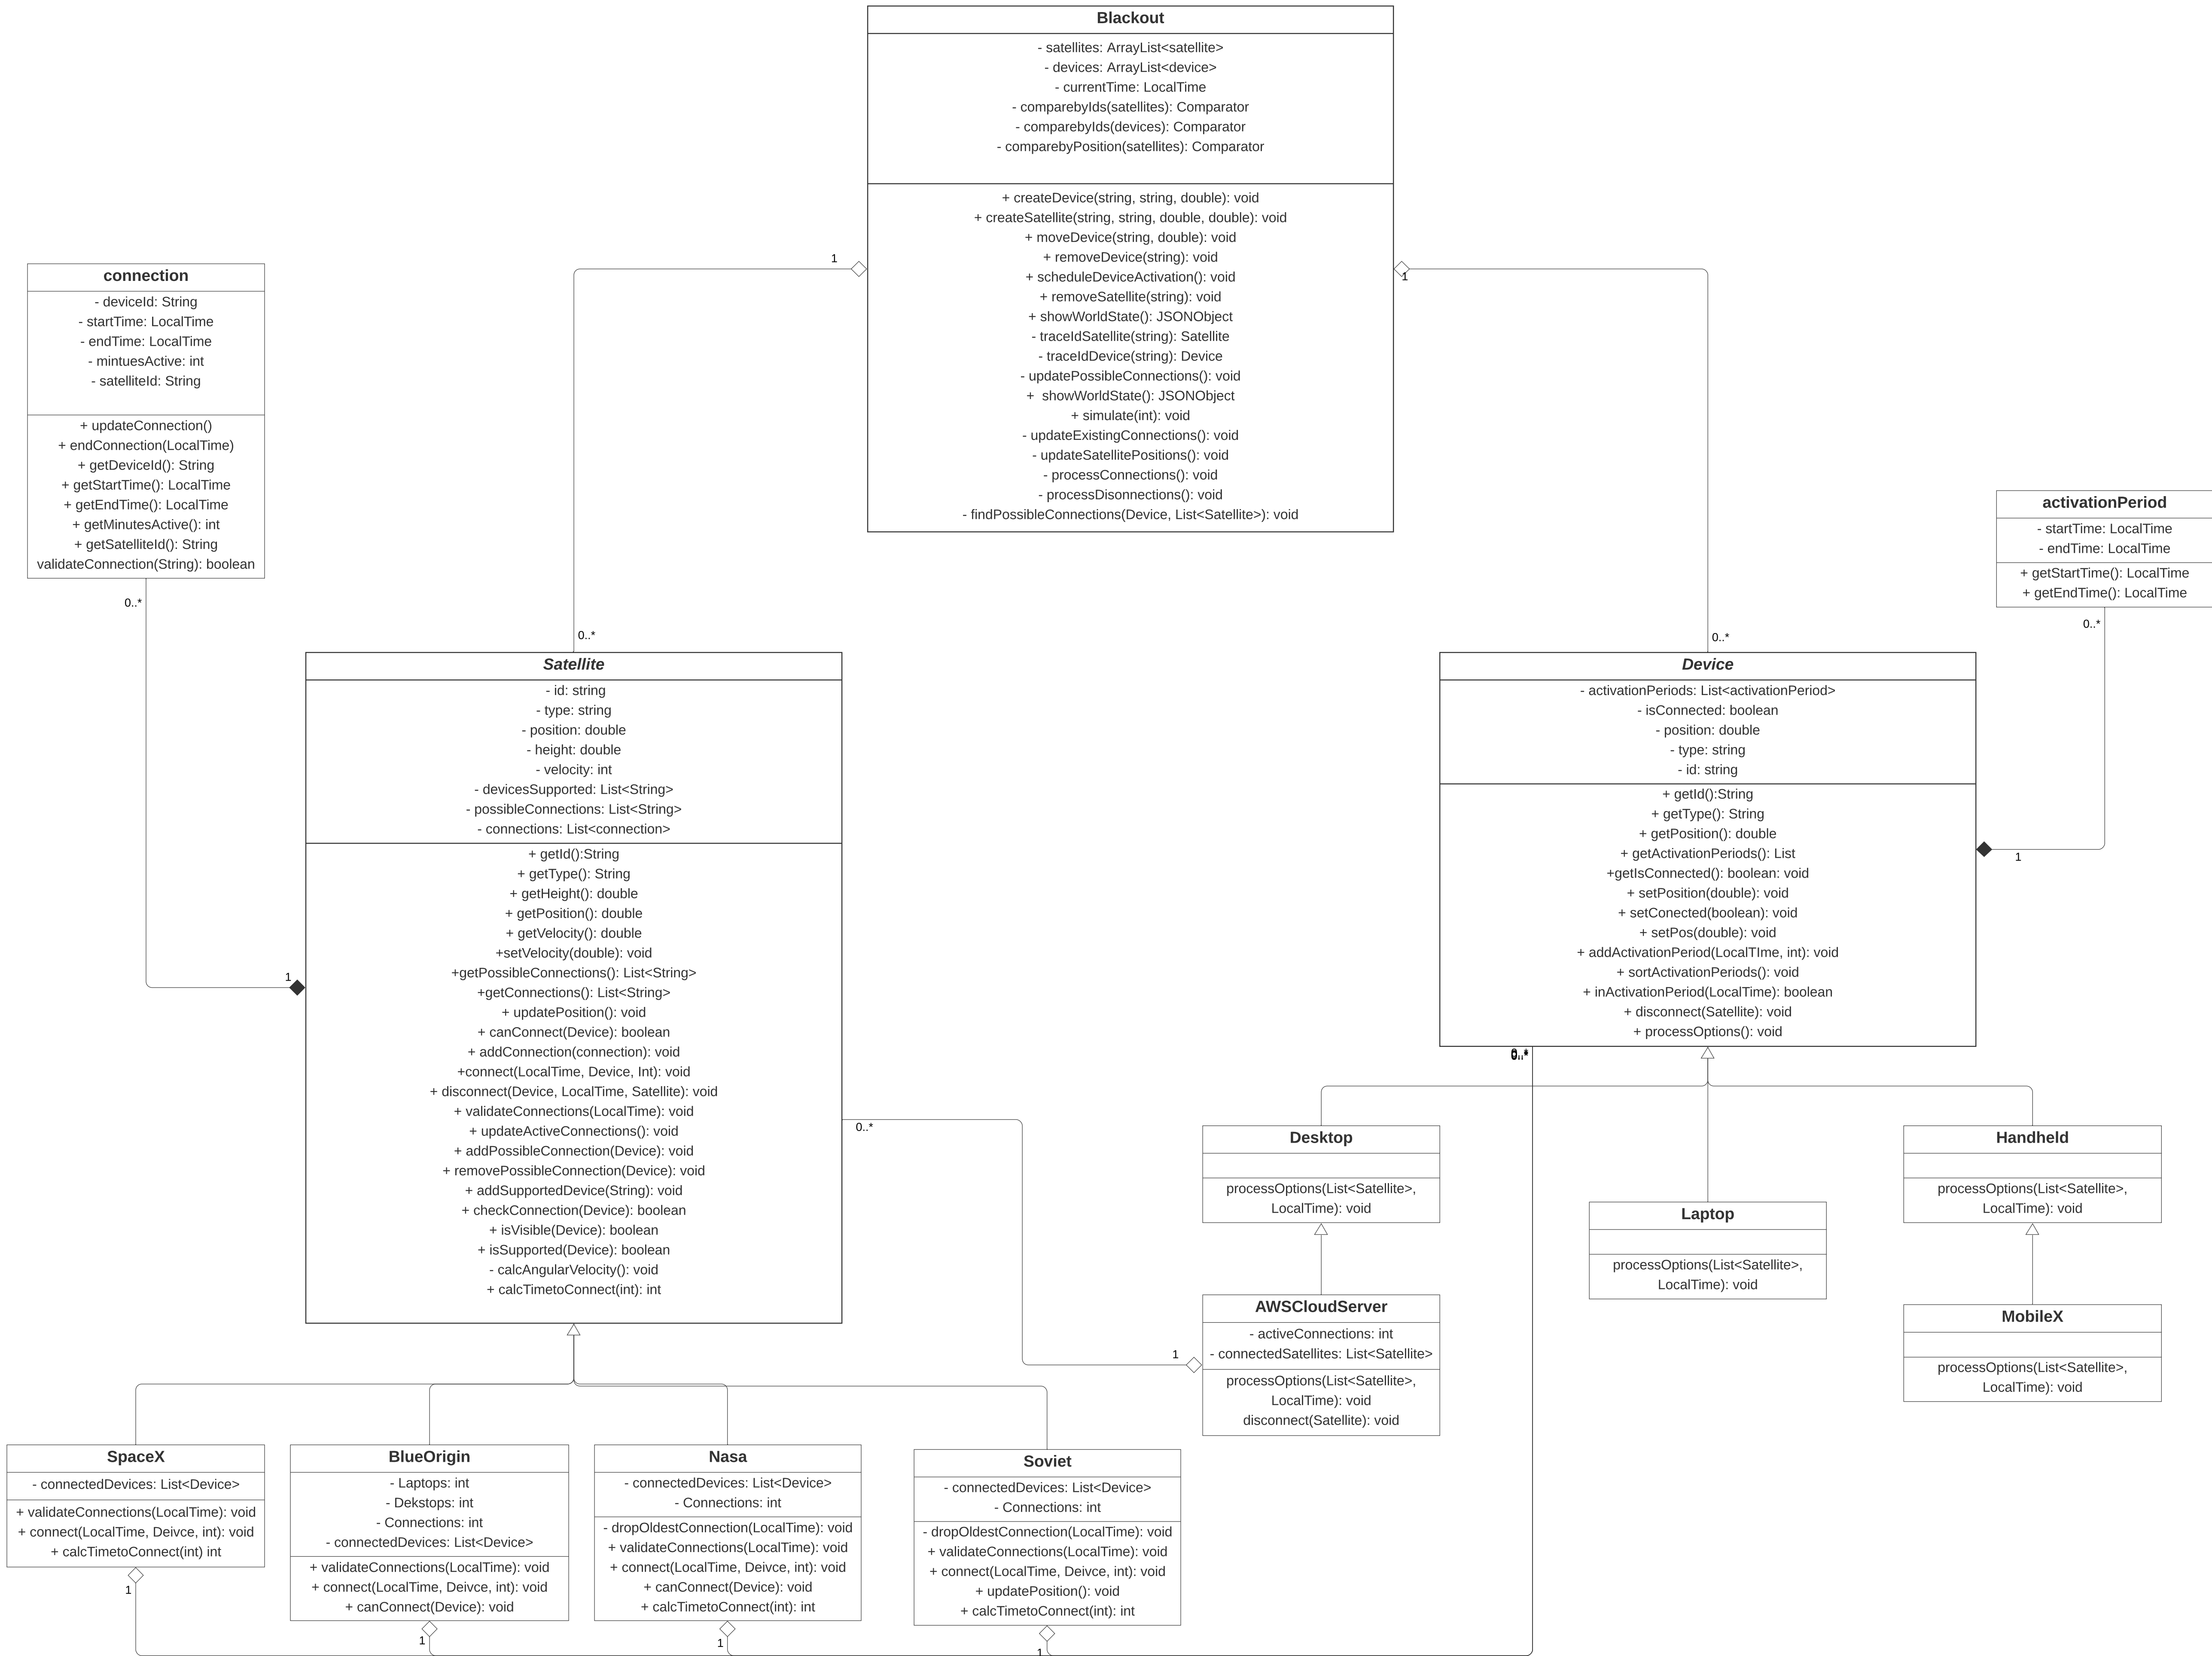 Blackout
- satellites: ArrayList<satellite>
- devices: ArrayList<device>
- currentTime: LocalTime
- comparebyIds(satellites): Comparator
- comparebyIds(devices): Comparator
- comparebyPosition(satellites): Comparator
+ createDevice(string, string, double): void
+ createSatellite(string, string, double, double): void
+ moveDevice(string, double): void
+ removeDevice(string): void
+ scheduleDeviceActivation(): void
+ removeSatellite(string): void
+ showWorldState(): JSONObject
- traceIdSatellite(string): Satellite
- traceIdDevice(string): Device
- updatePossibleConnections(): void
+  showWorldState(): JSONObject
+ simulate(int): void
- updateExistingConnections(): void
- updateSatellitePositions(): void
- processConnections(): void
- processDisonnections(): void
- findPossibleConnections(Device, List<Satellite>): void
1
1
connection
- deviceId: String
- startTime: LocalTime
- endTime: LocalTime
- mintuesActive: int
- satelliteId: String
+ updateConnection()
+ endConnection(LocalTime)
+ getDeviceId(): String
+ getStartTime(): LocalTime
+ getEndTime(): LocalTime
+ getMinutesActive(): int
+ getSatelliteId(): String
validateConnection(String): boolean
0..*
1
activationPeriod
- startTime: LocalTime
- endTime: LocalTime
+ getStartTime(): LocalTime
+ getEndTime(): LocalTime
0..*
1
0..*
Satellite
- id: string
- type: string
- position: double
- height: double
- velocity: int
- devicesSupported: List<String>
- possibleConnections: List<String>
- connections: List<connection>
+ getId():String
+ getType(): String
+ getHeight(): double
+ getPosition(): double
+ getVelocity(): double
+setVelocity(double): void
+getPossibleConnections(): List<String>
+getConnections(): List<String>
+ updatePosition(): void
+ canConnect(Device): boolean
+ addConnection(connection): void
+connect(LocalTime, Device, Int): void
+ disconnect(Device, LocalTime, Satellite): void
+ validateConnections(LocalTime): void
+ updateActiveConnections(): void
+ addPossibleConnection(Device): void
+ removePossibleConnection(Device): void
+ addSupportedDevice(String): void
+ checkConnection(Device): boolean
+ isVisible(Device): boolean
+ isSupported(Device): boolean
- calcAngularVelocity(): void
+ calcTimetoConnect(int): int
0..*
0..*
Device
- activationPeriods: List<activationPeriod>
- isConnected: boolean
- position: double
- type: string
- id: string
+ getId():String
+ getType(): String
+ getPosition(): double
+ getActivationPeriods(): List
+getIsConnected(): boolean: void
+ setPosition(double): void
+ setConected(boolean): void
+ setPos(double): void
+ addActivationPeriod(LocalTIme, int): void
+ sortActivationPeriods(): void
+ inActivationPeriod(LocalTime): boolean
+ disconnect(Satellite): void
+ processOptions(): void
Desktop
processOptions(List<Satellite>,
LocalTime): void
Laptop
processOptions(List<Satellite>,
LocalTime): void
Handheld
processOptions(List<Satellite>,
LocalTime): void
AWSCloudServer
- activeConnections: int
- connectedSatellites: List<Satellite>
processOptions(List<Satellite>,
LocalTime): void
disconnect(Satellite): void
1
MobileX
processOptions(List<Satellite>,
LocalTime): void
SpaceX
- connectedDevices: List<Device>
+ validateConnections(LocalTime): void
+ connect(LocalTime, Deivce, int): void
+ calcTimetoConnect(int) int
1
BlueOrigin
- Laptops: int
- Dekstops: int
- Connections: int
- connectedDevices: List<Device>
+ validateConnections(LocalTime): void
+ connect(LocalTime, Deivce, int): void
+ canConnect(Device): void
1
Nasa
- connectedDevices: List<Device>
- Connections: int
- dropOldestConnection(LocalTime): void
+ validateConnections(LocalTime): void
+ connect(LocalTime, Deivce, int): void
+ canConnect(Device): void
+ calcTimetoConnect(int): int
1
Soviet
- connectedDevices: List<Device>
- Connections: int
- dropOldestConnection(LocalTime): void
+ validateConnections(LocalTime): void
+ connect(LocalTime, Deivce, int): void
+ updatePosition(): void
+ calcTimetoConnect(int): int
1